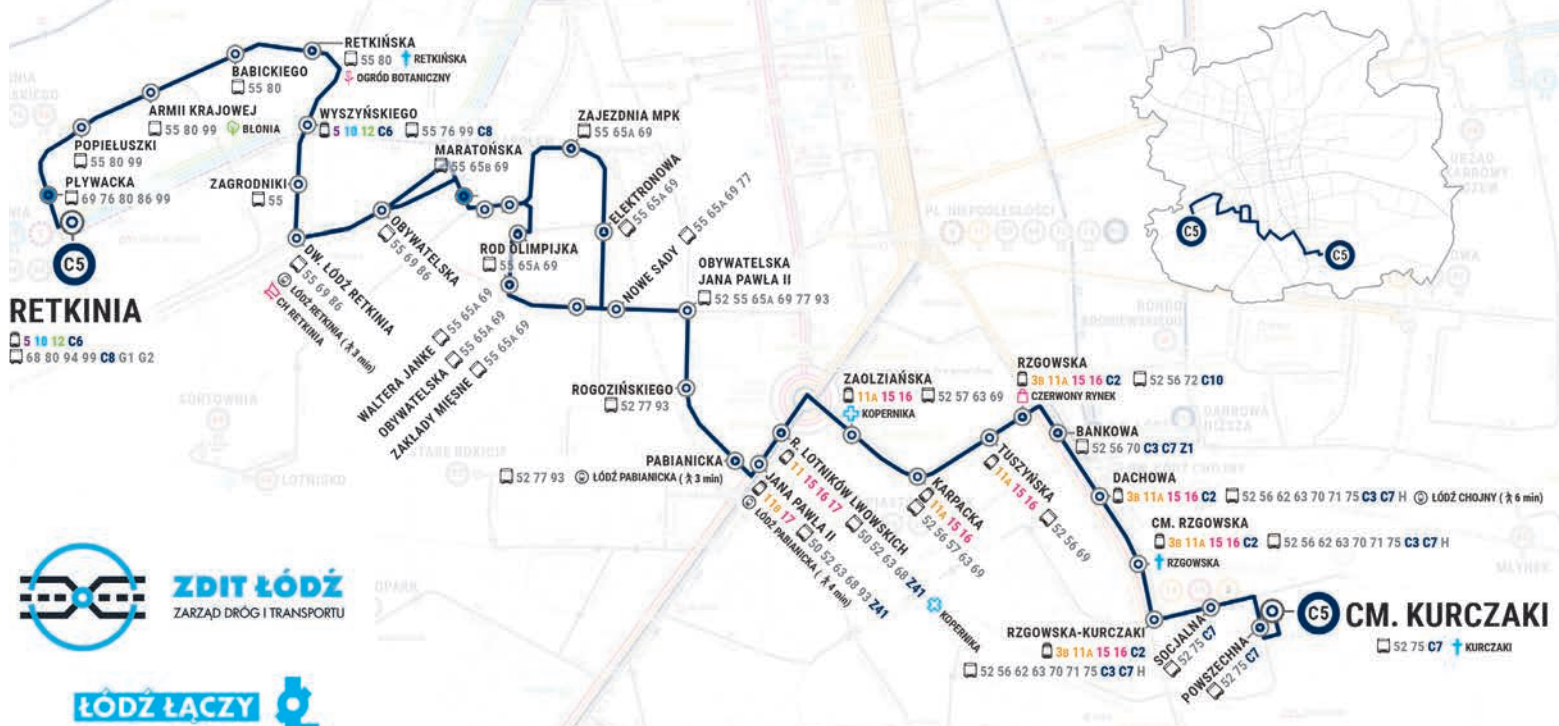 RETKIŃSKA
55 80 RETKIŃSKA
OGRÓD BOTANICZNY
BABICKIEGO
55 80
ARMII KRAJOWEJ
55 80 99 BŁONIA
POPIEŁUSZKI
55 80 99
PŁYWACKA
69 76 80 86 99
C5
RETKINIA
5 10 12 C6
68 80 94 99 C8 G1 G2
WYSZYŃSKIEGO
5 10 12 C6 55 76 99 C8
ZAGRODNIKI
55
DW. ŁÓDŹ RETKINIA
55 69 86
ŁÓDŹ RETKINIA (3 min)
CH RETKINIA
OBYWATELSKA
55 69 86
MARATOŃSKA
55 65B 69
ZAJEZDNIA MPK
55 65A 69
ELEKTRONOWA
55 65A 69
ROD OLIMPIJKA
55 65A 69
WALTERA JANKE 55 65A 69
OBYWATELSKA 55 65A 69
ZAKŁADY MIĘSNE 55 65A 69
NOWE SADY 55 65A 69 77
OBYWATELSKA
JANA PAWŁA II
52 55 65A 69 77 93
ROGOZIŃSKIEGO
52 77 93
PABIANICKA
52 77 93 ŁÓDŹ PABIANICKA (3 min)
JANA PAWŁA II
11B 17 50 52 63 68 93 Z41
ŁÓDŹ PABIANICKA (4 min)
R. LOTNIKÓW LWOWSKICH
11 15 16 17 50 52 63 68 Z41 KOPERNIKA
ZAOLZIAŃSKA
11A 15 16 52 57 63 69
KOPERNIKA
KARPACKA
11A 15 16
52 56 57 63 69
TUSZYŃSKA
11A 15 16 52 56 69
RZGOWSKA
3B 11A 15 16 C2 52 56 72 C10
CZERWONY RYNEK
BANKOWA
52 56 70 C3 C7 Z1
DACHOWA
3B 11A 15 16 C2 52 56 62 63 70 71 75 C3 C7 H ŁÓDŹ CHOJNY (6 min)
CM. RZGOWSKA
3B 11A 15 16 C2 52 56 62 63 70 71 75 C3 C7 H
RZGOWSKA
RZGOWSKA-KURCZAKI
3B 11A 15 16 C2
52 56 62 63 70 71 75 C3 C7 H
SOCJALNA
52 75 C7
POWSZECHNA
52 75 C7
C5 CM. KURCZAKI
52 75 C7 KURCZAKI
C5
C5
PL. NIEPODLEGŁOŚCI
LOTNISKO
MŁYNEK
ZDIT ŁÓDŹ
ZARZĄD DRÓG I TRANSPORTU
ŁÓDŹ ŁĄCZY